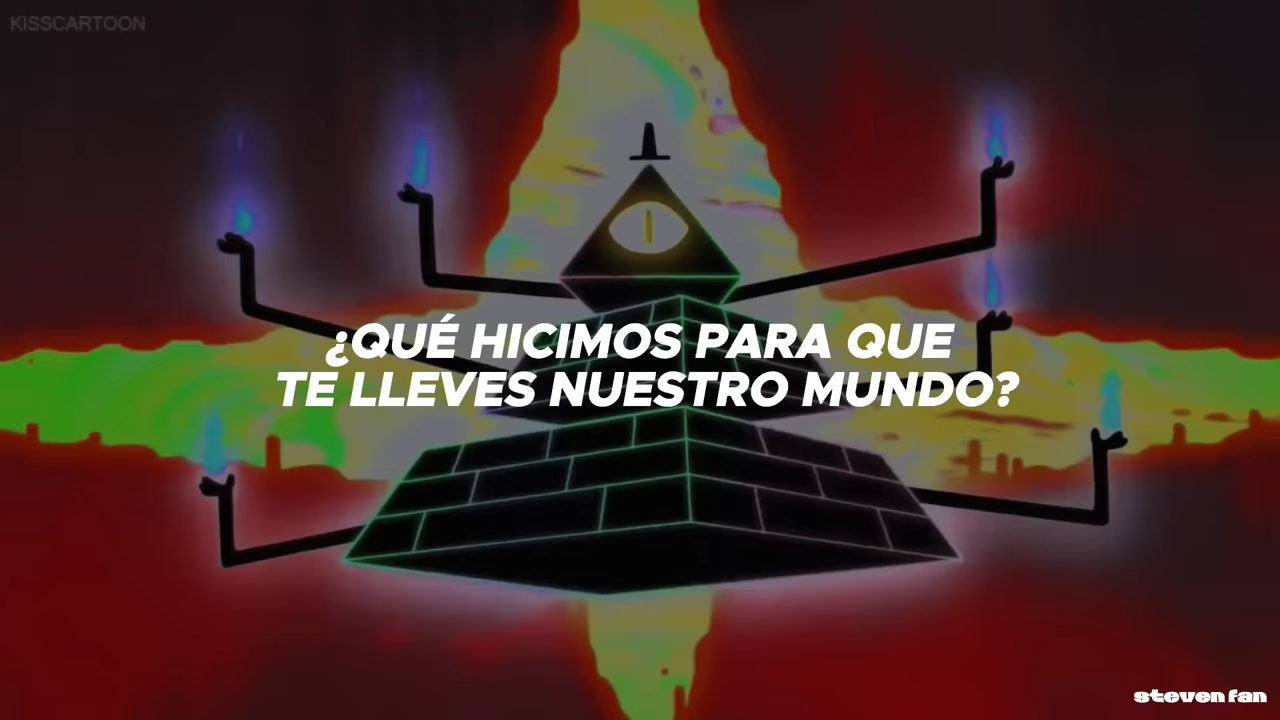 KISSCARTOON
¿QUÉ HICIMOS PARA QUE
TE LLEVES NUESTRO MUNDO?
steven fan